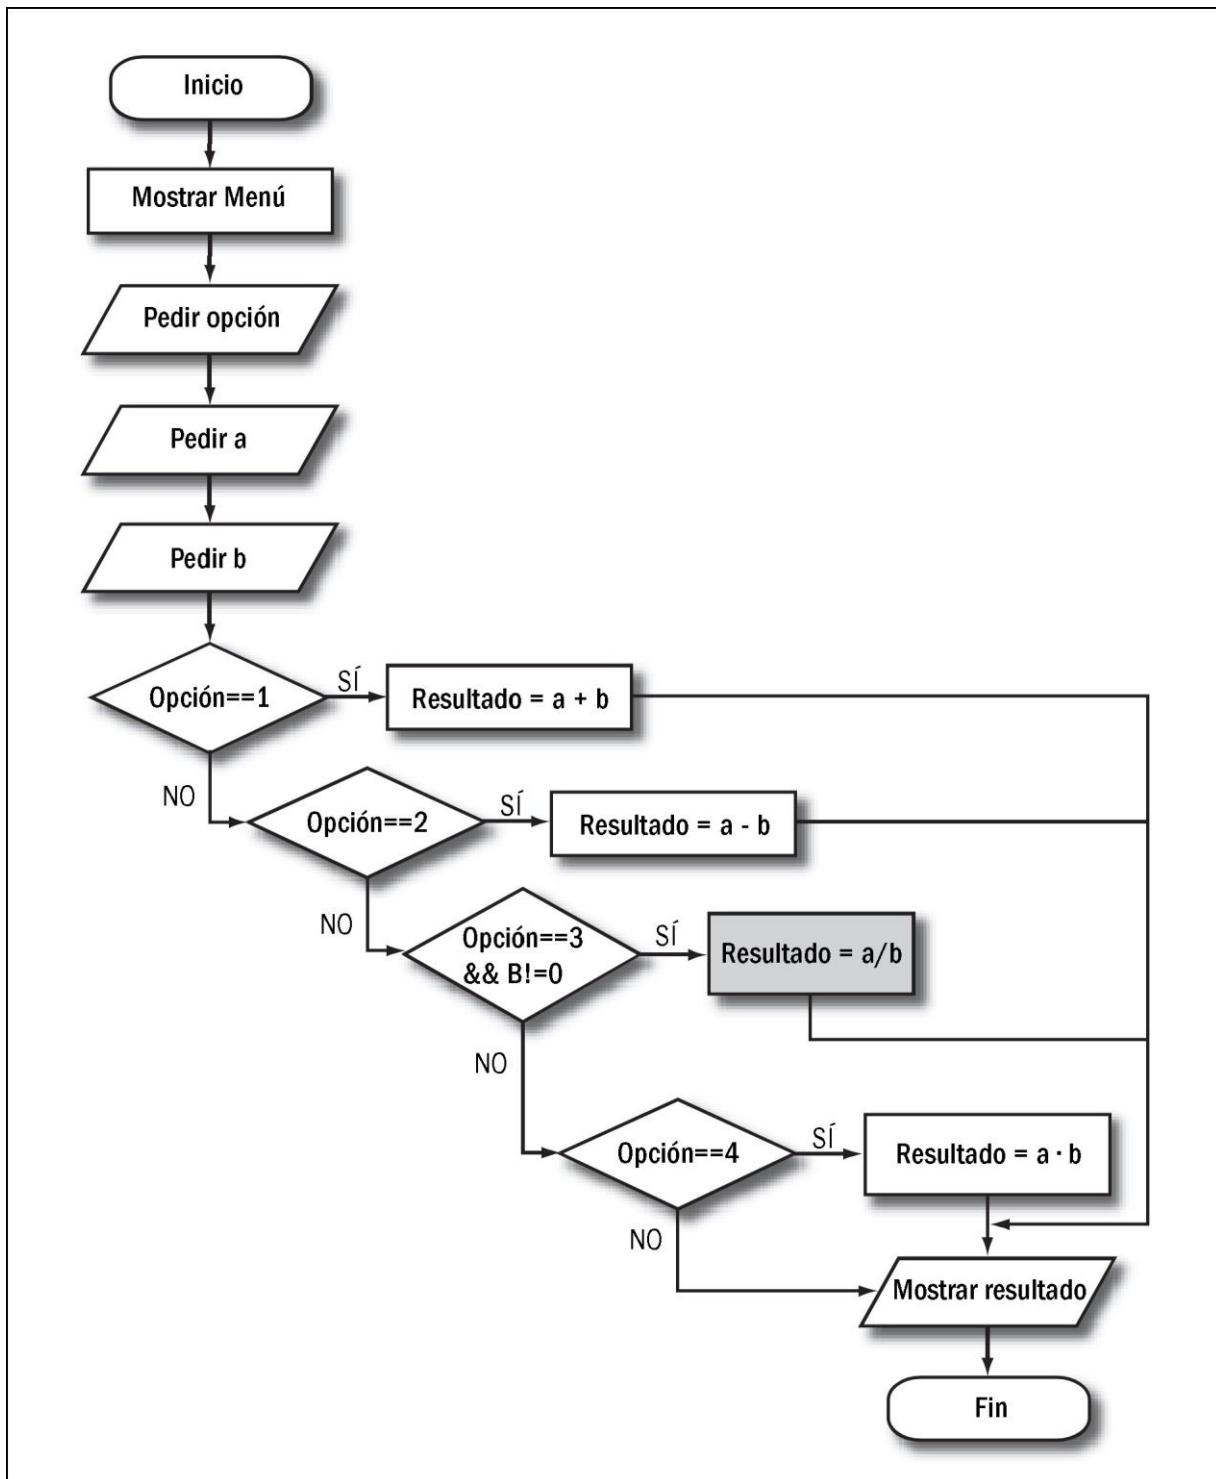 Inicio
Mostrar Menú
Pedir opción
Pedir a
Pedir b
Opción==1
SÍ
Resultado = a + b
NO
Opción==2
SÍ
Resultado = a - b
NO
Opción==3
&& B!=0
SÍ
Resultado = a/b
NO
Opción==4
SÍ
Resultado = a · b
NO
Mostrar resultado
Fin